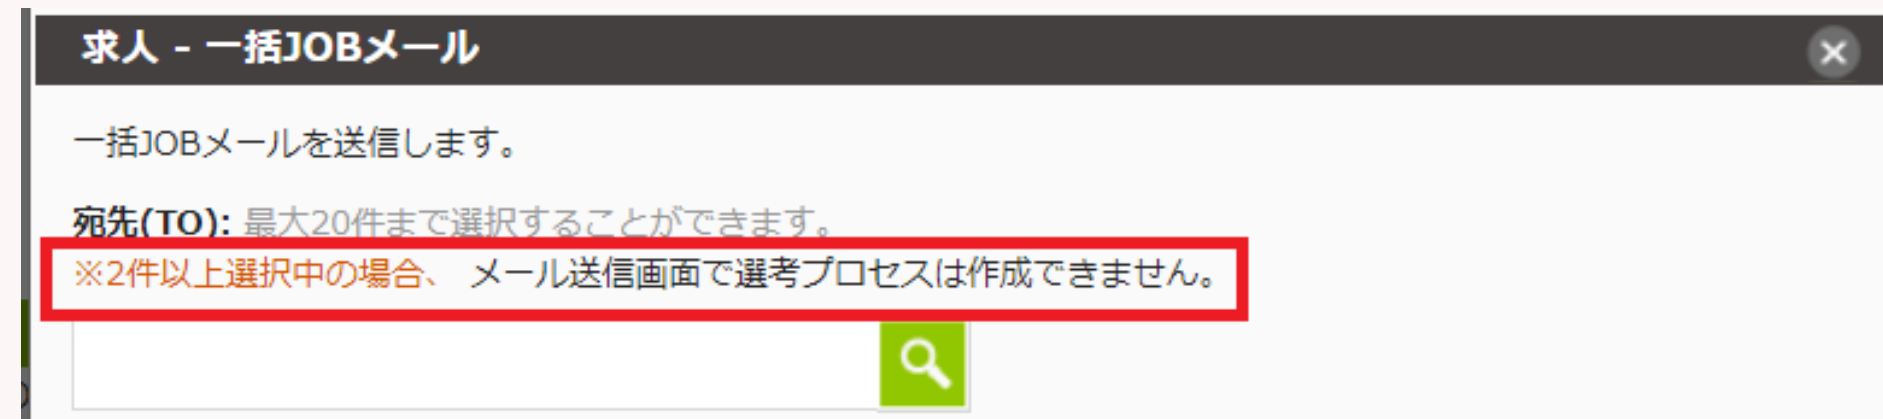 求人 - 一括JOBメール
一括JOBメールを送信します。
宛先(TO): 最大20件まで選択することができます。
※2件以上選択中の場合、 メール送信画面で選考プロセスは作成できません。